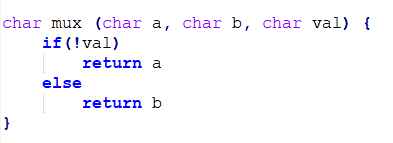 char mux (char a, char b, char val) {
    if(!val)
        return a
    else
        return b
}